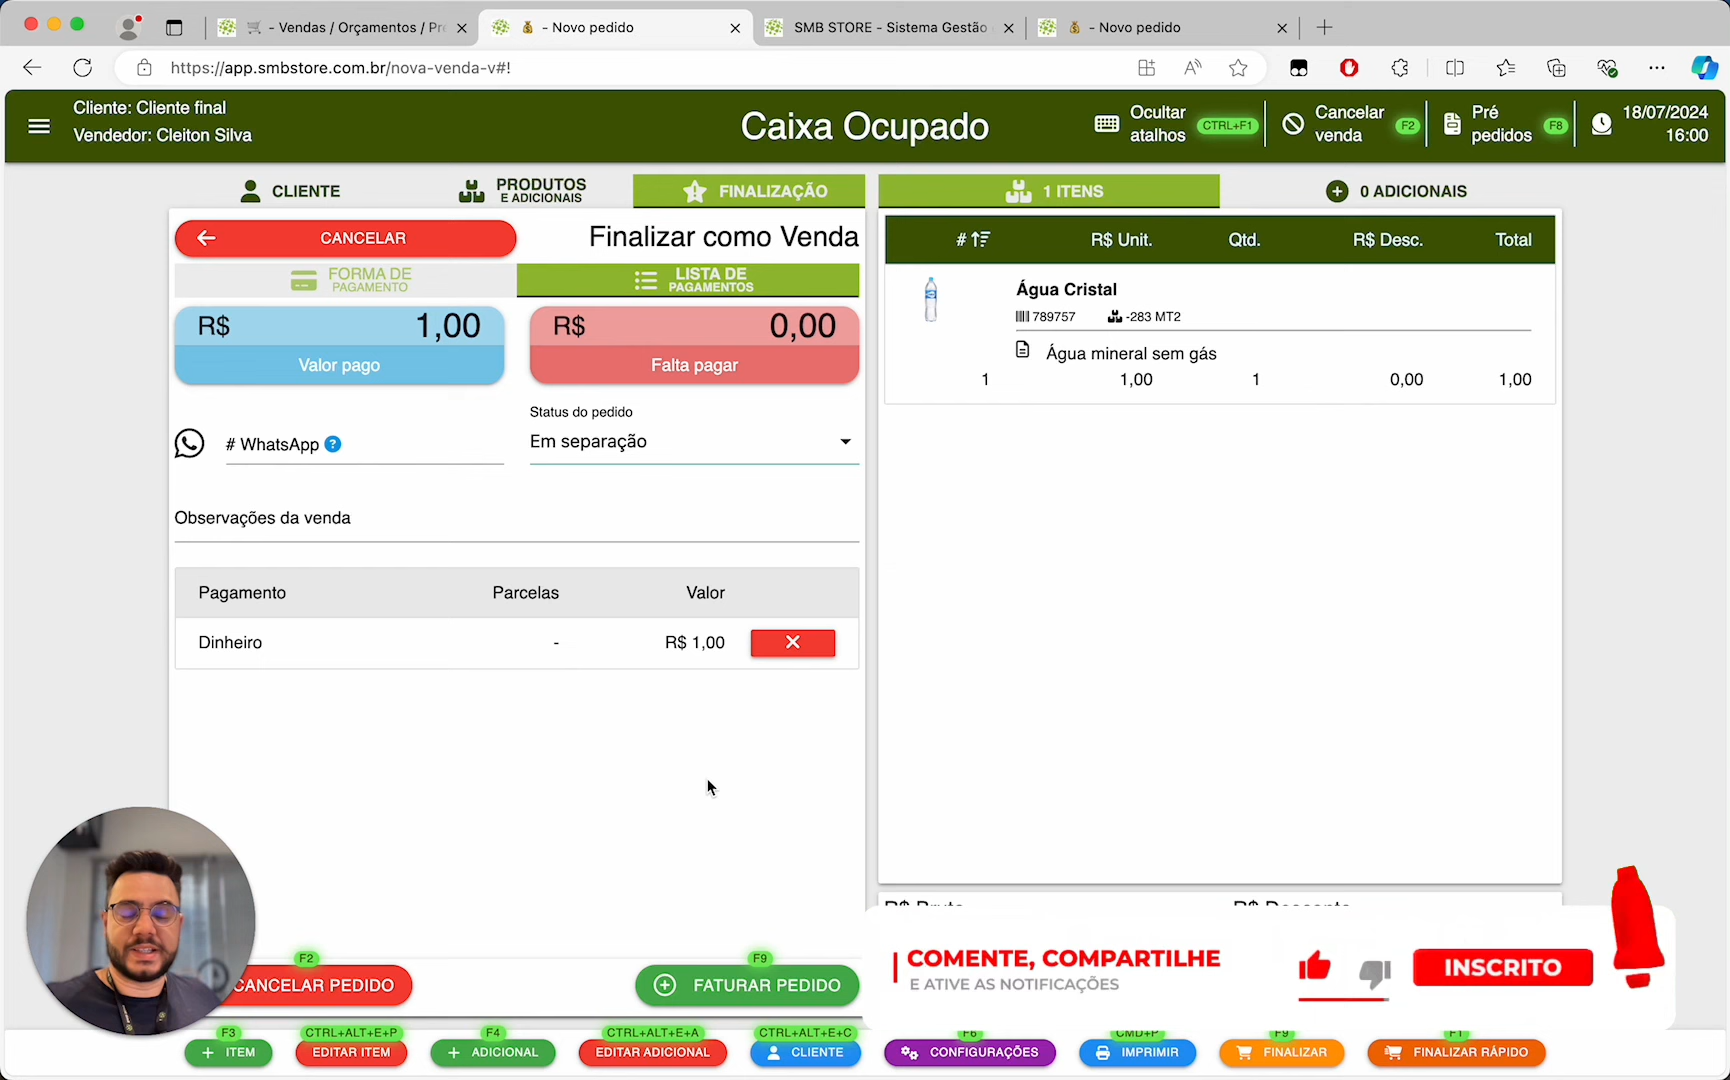 - Vendas / Orçamentos / Pré
- Novo pedido
SMB STORE - Sistema Gestão
- Novo pedido
https://app.smbstore.com.br/nova-venda-v#!
Cliente: Cliente final
Vendedor: Cleiton Silva
Caixa Ocupado
Ocultar
atalhos
CTRL+F1
Cancelar
venda
F2
Pré
pedidos
F8
18/07/2024
16:00
CLIENTE
PRODUTOS
E ADICIONAIS
FINALIZAÇÃO
1 ITENS
0 ADICIONAIS
CANCELAR
Finalizar como Venda
FORMA DE
PAGAMENTO
LISTA DE
PAGAMENTOS
R$ 1,00
Valor pago
R$ 0,00
Falta pagar
# WhatsApp ?
Status do pedido
Em separação
Observações da venda
Pagamento Parcelas Valor
Dinheiro - R$ 1,00
# R$ Unit. Qtd. R$ Desc. Total
Água Cristal
789757 -283 MT2
Água mineral sem gás
1 1,00 1 0,00 1,00
R$ Bruto R$ Desconto
COMENTE, COMPARTILHE
E ATIVE AS NOTIFICAÇÕES
INSCRITO
F2
CANCELAR PEDIDO
F9
FATURAR PEDIDO
F3
ITEM
CTRL+ALT+E+P
EDITAR ITEM
F4
ADICIONAL
CTRL+ALT+E+A
EDITAR ADICIONAL
CTRL+ALT+E+C
CLIENTE
F6
CONFIGURAÇÕES
CMD+P
IMPRIMIR
F9
FINALIZAR
F1
FINALIZAR RÁPIDO